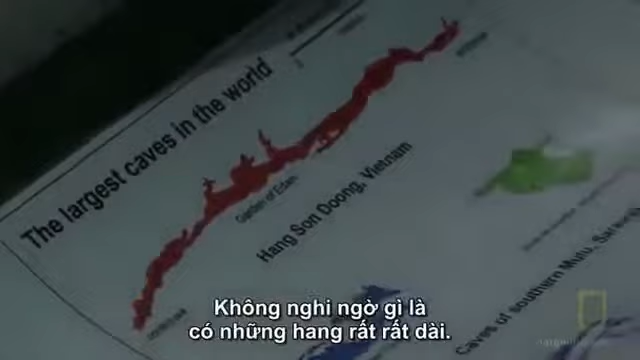 The largest caves in the world
Garden of Eden
Hang Son Doong, Vietnam
Caves of southern Mulu, Sarawak
Không nghi ngờ gì là
có những hang rất rất dài.